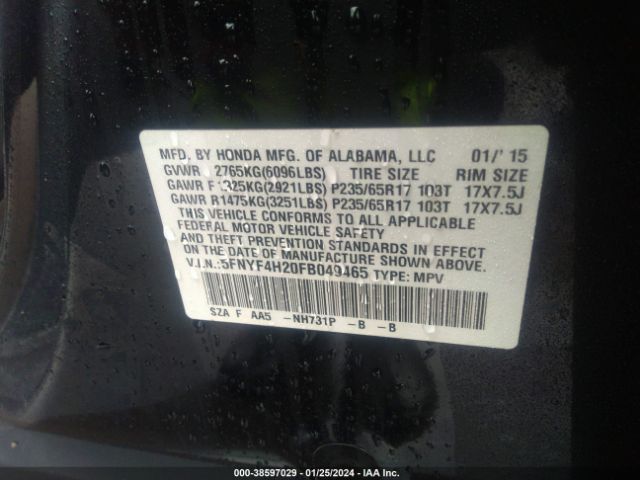 MFD. BY HONDA MFG. OF ALABAMA, LLC 01/'15
GVWR 2765KG(6096LBS) TIRE SIZE RIM SIZE
GAWR F1325KG(2921LBS) P235/65R17 103T 17X7.5J
GAWR R1475KG(3251LBS) P235/65R17 103T 17X7.5J
THIS VEHICLE CONFORMS TO ALL APPLICABLE
FEDERAL MOTOR VEHICLE SAFETY
AND THEFT PREVENTION STANDARDS IN EFFECT
ON THE DATE OF MANUFACTURE SHOWN ABOVE.
V.I.N.:5FNYF4H20FB049465 TYPE: MPV
SZA F AA5 -NH731P -B -B
000-38597029 - 01/25/2024 - IAA Inc.